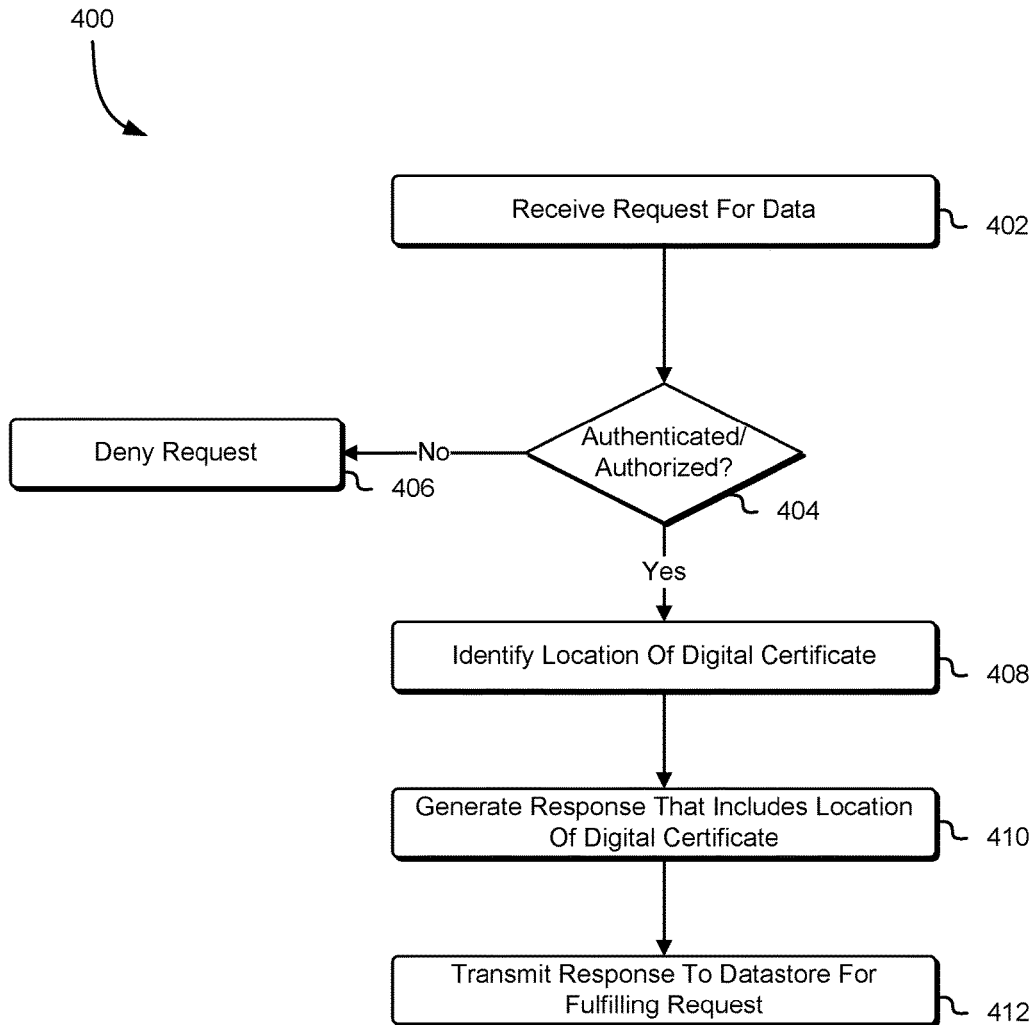 400
Receive Request For Data
402
Authenticated/
Authorized?
404
No
Deny Request
406
Yes
Identify Location Of Digital Certificate
408
Generate Response That Includes Location
Of Digital Certificate
410
Transmit Response To Datastore For
Fulfilling Request
412